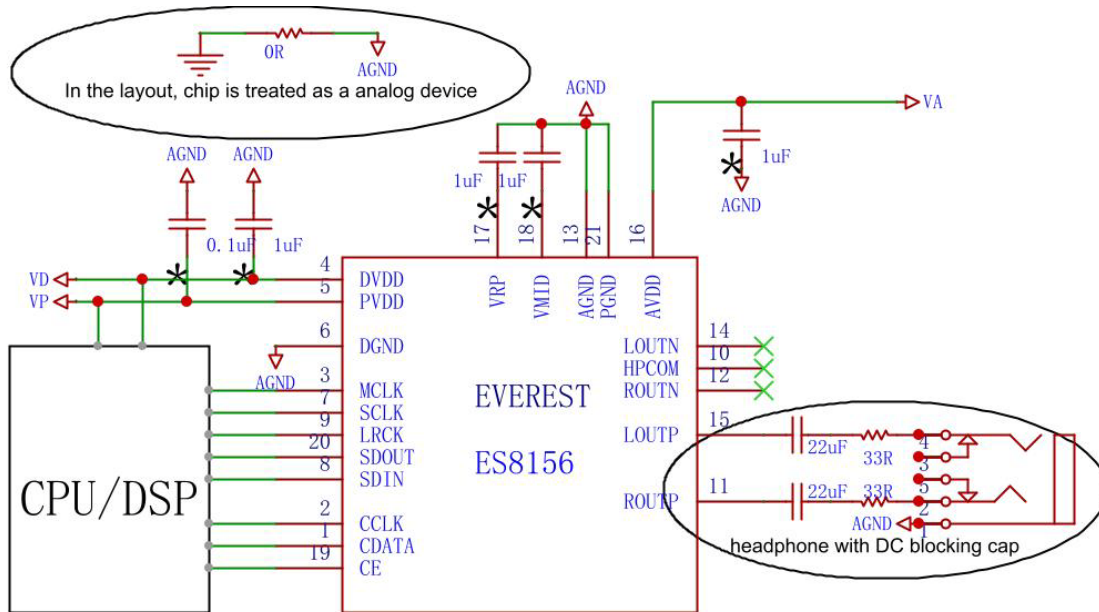 0R
AGND
In the layout, chip is treated as a analog device
AGND
AGND
AGND
VA
1uF
AGND
1uF
1uF
*
*
*
0.1uF
1uF
*
*
17
18
13
21
16
VD
VP
4
DVDD
5
PVDD
VRP
VMID
AGND
PGND
AVDD
6
DGND
AGND
3
MCLK
7
SCLK
9
LRCK
20
SDOUT
8
SDIN
2
CCLK
1
CDATA
19
CE
CPU/DSP
EVEREST
ES8156
14
LOUTN
10
HPCOM
12
ROUTN
15
LOUTP
22uF
33R
4
3
5
11
ROUTP
22uF
33R
2
AGND
1
headphone with DC blocking cap